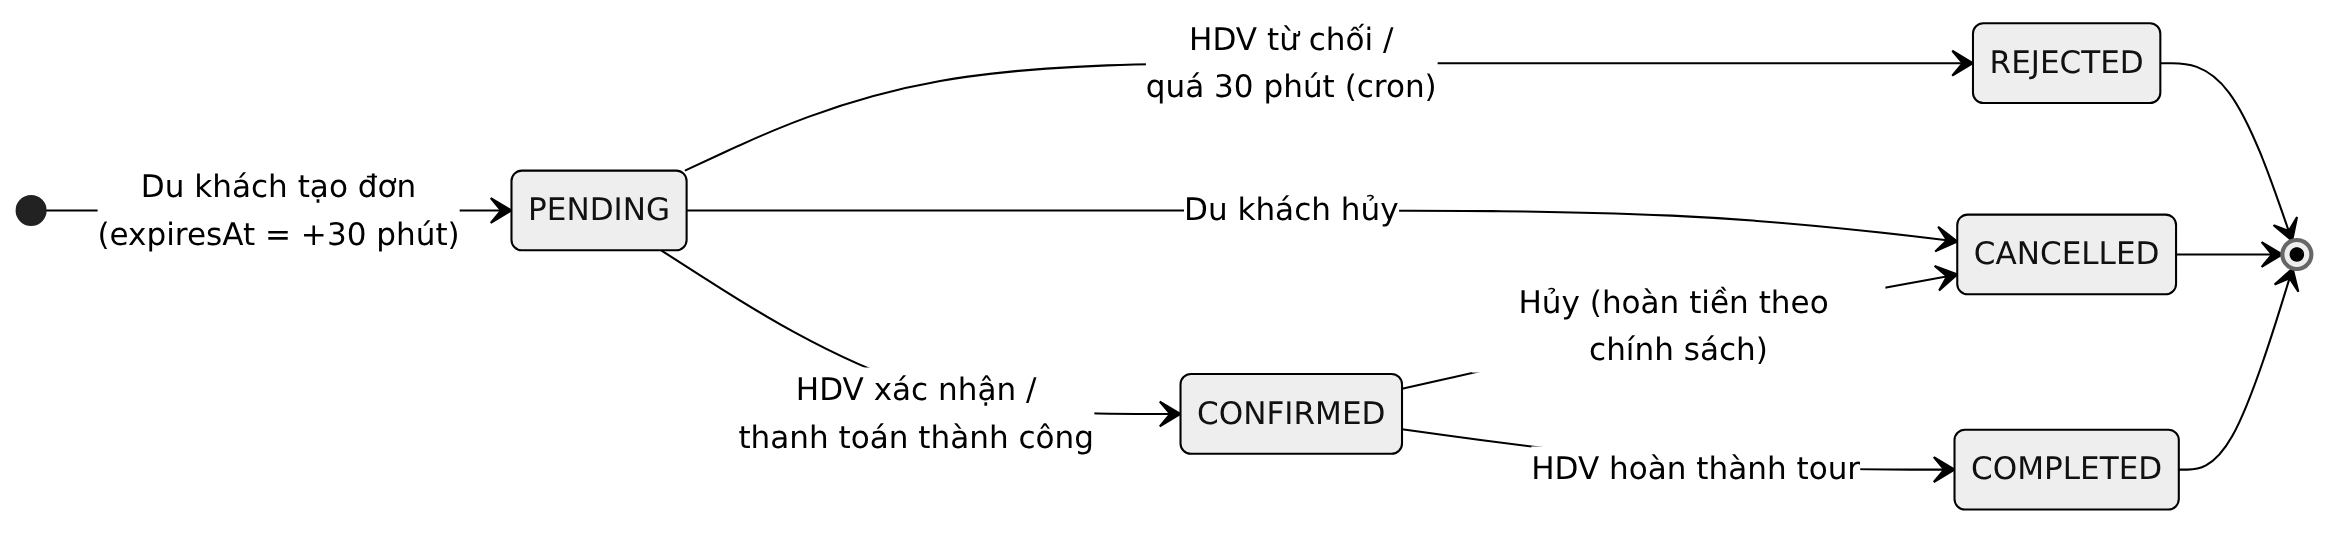 Du khách tạo đơn
(expiresAt = +30 phút)
PENDING
HDV từ chối /
quá 30 phút (cron)
REJECTED
Du khách hủy
CANCELLED
HDV xác nhận /
thanh toán thành công
CONFIRMED
Hủy (hoàn tiền theo
chính sách)
HDV hoàn thành tour
COMPLETED